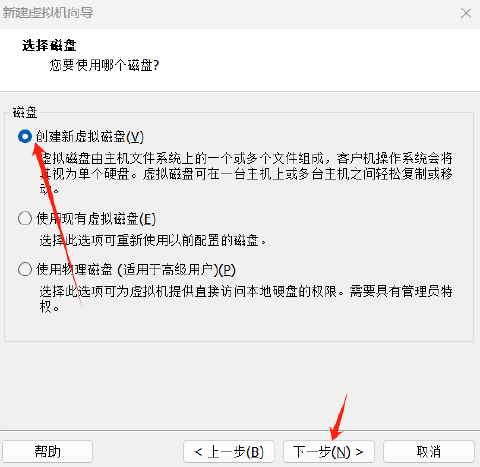 新建虚拟机向导
选择磁盘
您要使用哪个磁盘?
磁盘
创建新虚拟磁盘(V)
虚拟磁盘由主机文件系统上的一个或多个文件组成，客户机操作系统会将
其视为单个硬盘。虚拟磁盘可在一台主机上或多台主机之间轻松复制或移
动。
使用现有虚拟磁盘(E)
选择此选项可重新使用以前配置的磁盘。
使用物理磁盘 (适用于高级用户)(P)
选择此选项可为虚拟机提供直接访问本地硬盘的权限。需要具有管理员特
权。
帮助
< 上一步(B)
下一步(N) >
取消